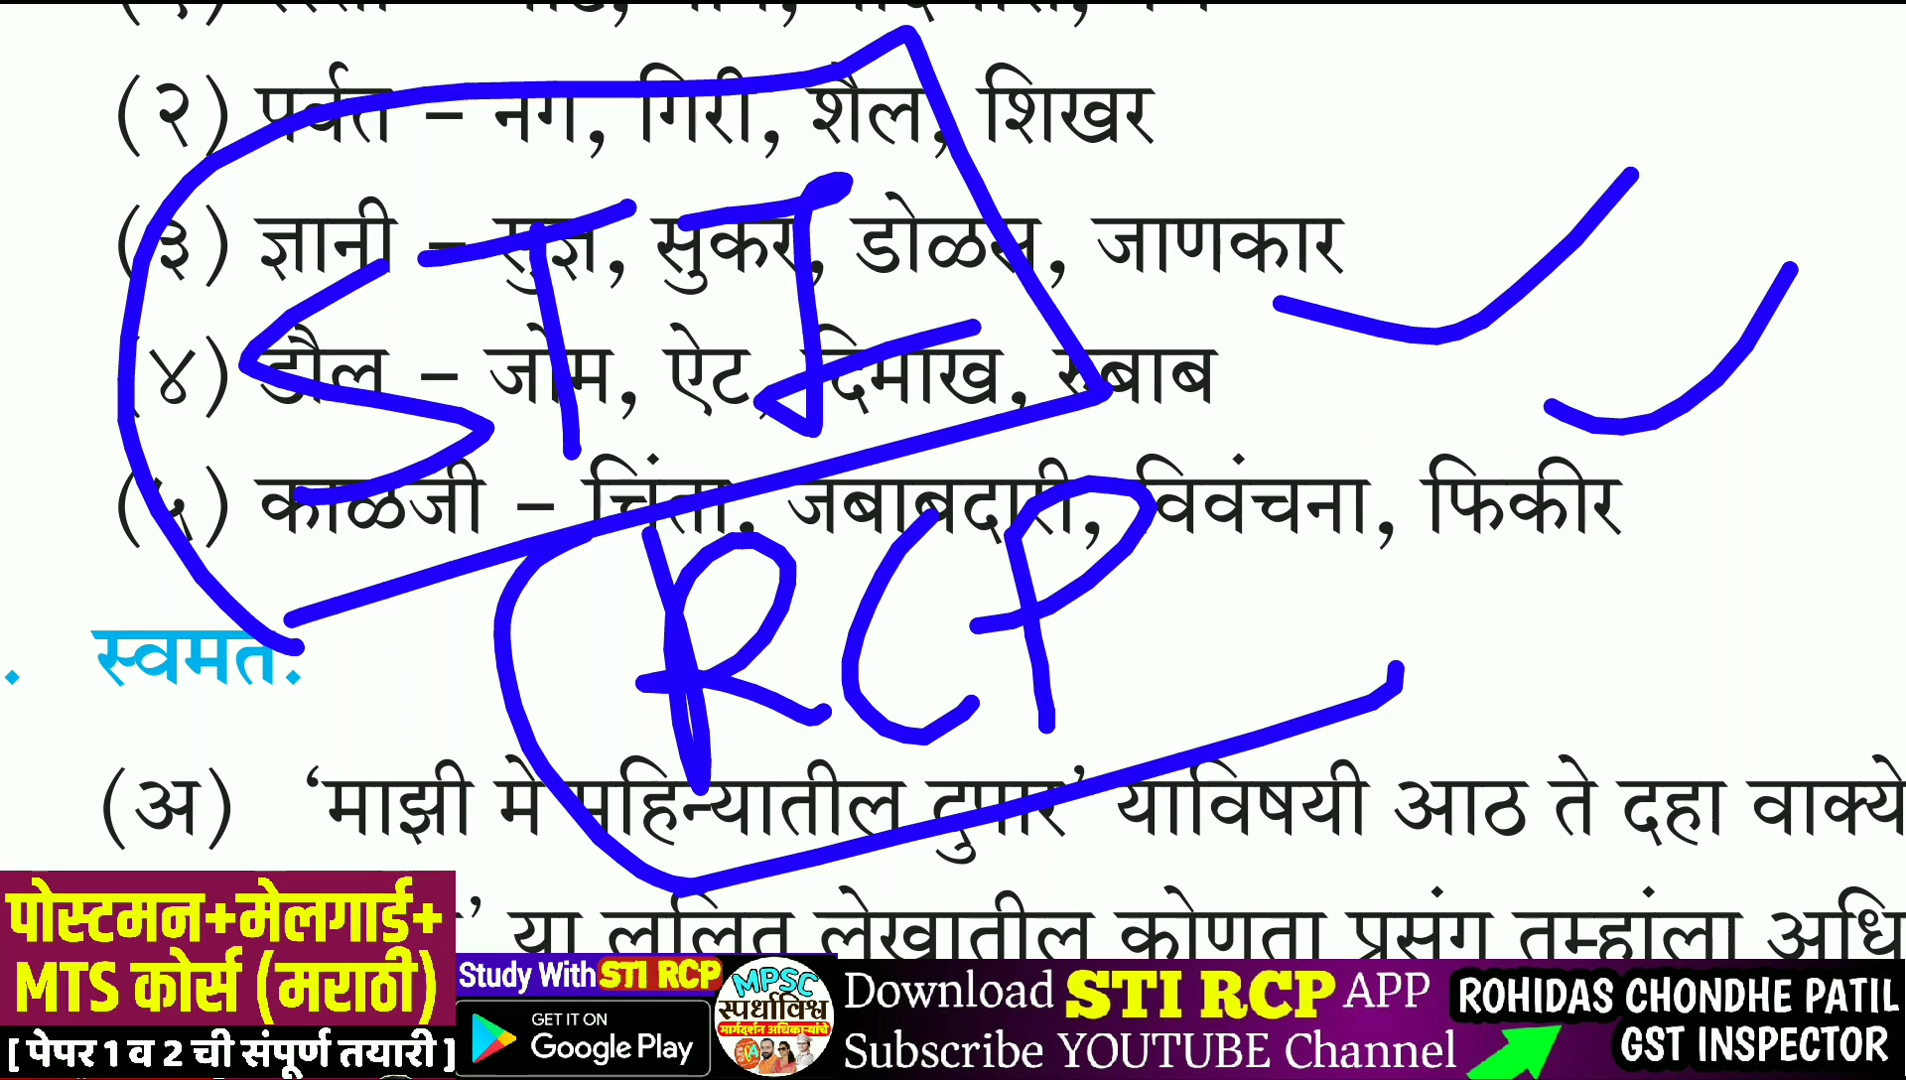 (२) पर्वत – नग, गिरी, शैल, शिखर
(३) ज्ञानी – सुज्ञ, सुकर, डोळस, जाणकार
(४) डौल – जोम, ऐट, दिमाख, रुबाब
(५) काळजी – चिंता, जबाबदारी, विवंचना, फिकीर
STI
RCP
स्वमत:
(अ) ‘माझी मे महिन्यातील दुपार’ याविषयी आठ ते दहा वाक्ये
’ या ललित लेखातील कोणता प्रसंग तुम्हांला अधि
पोस्टमन+मेलगार्ड+
MTS कोर्स (मराठी)
[ पेपर 1 व 2 ची संपूर्ण तयारी ]
Study With STI RCP
GET IT ON
Google Play
MPSC
स्पर्धाविश्व
मार्गदर्शन अधिकाऱ्यांचे
Download STI RCP APP
Subscribe YOUTUBE Channel
ROHIDAS CHONDHE PATIL
GST INSPECTOR